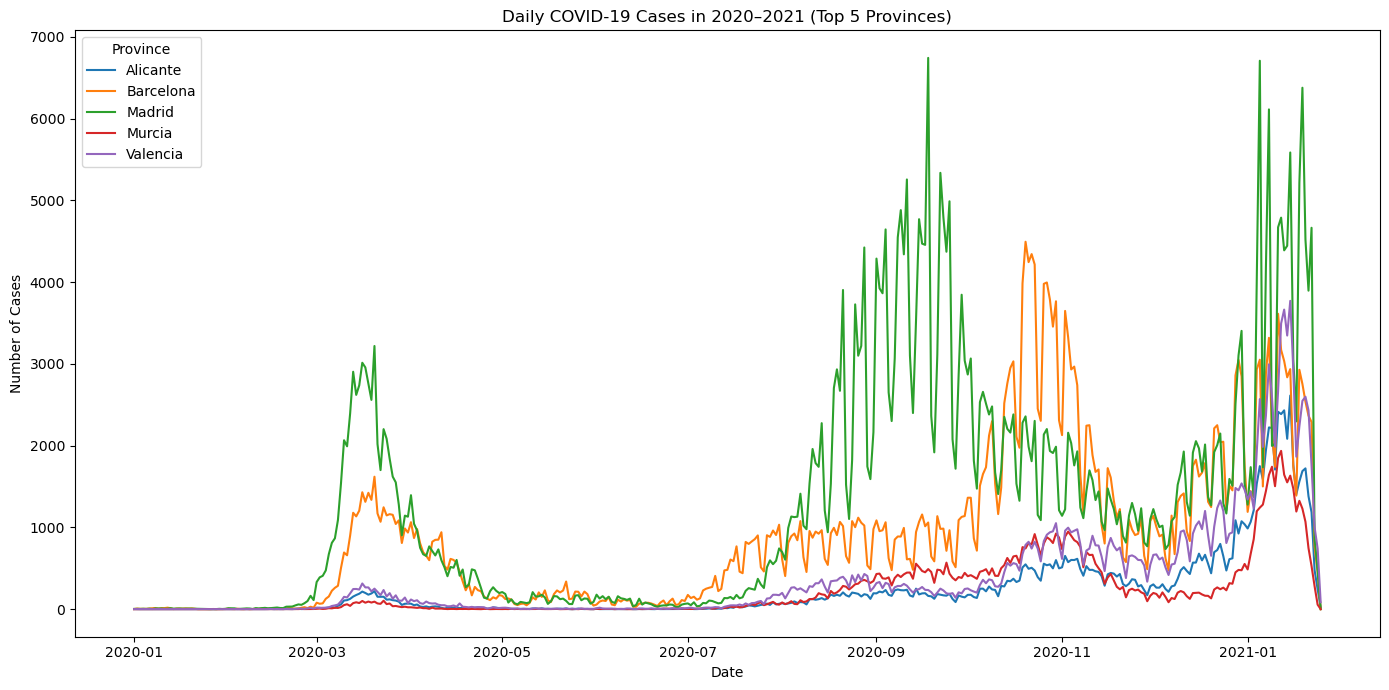 Daily COVID-19 Cases in 2020–2021 (Top 5 Provinces)
Province
Alicante
Barcelona
Madrid
Murcia
Valencia
Number of Cases
7000
6000
5000
4000
3000
2000
1000
0
2020-01 2020-03 2020-05 2020-07 2020-09 2020-11 2021-01
Date